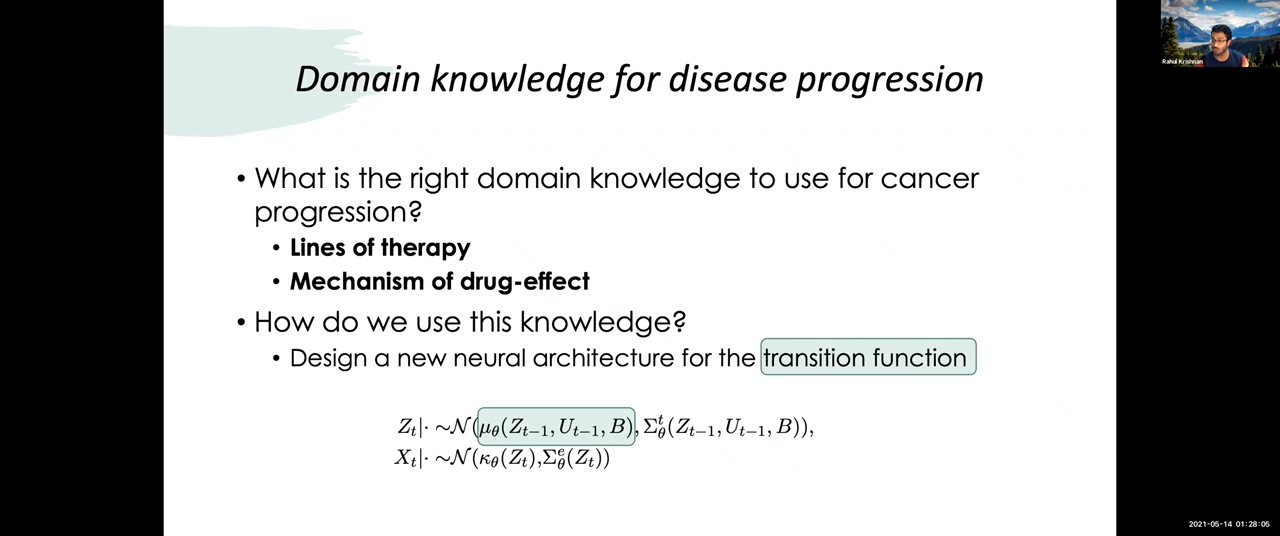 Domain knowledge for disease progression
Rahul Krishnan
• What is the right domain knowledge to use for cancer
progression?
• Lines of therapy
• Mechanism of drug-effect
• How do we use this knowledge?
• Design a new neural architecture for the transition function
Z_t|· ∼𝒩(μ_θ(Z_{t−1}, U_{t−1}, B), Σ_θ^t(Z_{t−1}, U_{t−1}, B)),
X_t|· ∼𝒩(κ_θ(Z_t),Σ_θ^e(Z_t))
2021-05-14 01:28:05